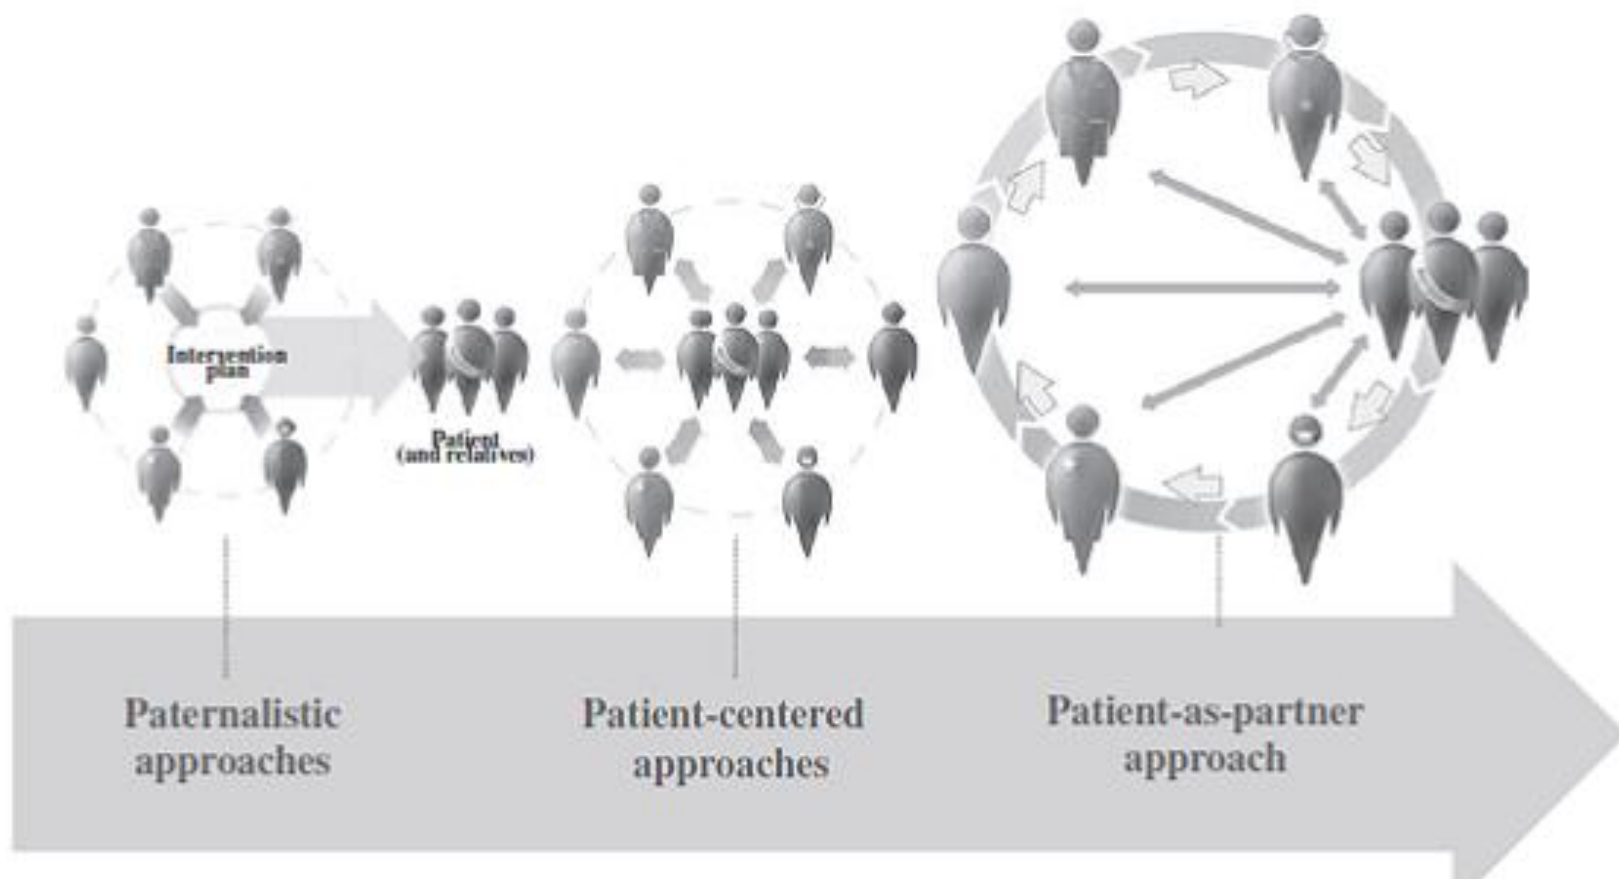 Intervention
plan
Patient
(and relatives)
Paternalistic
approaches
Patient-centered
approaches
Patient-as-partner
approach